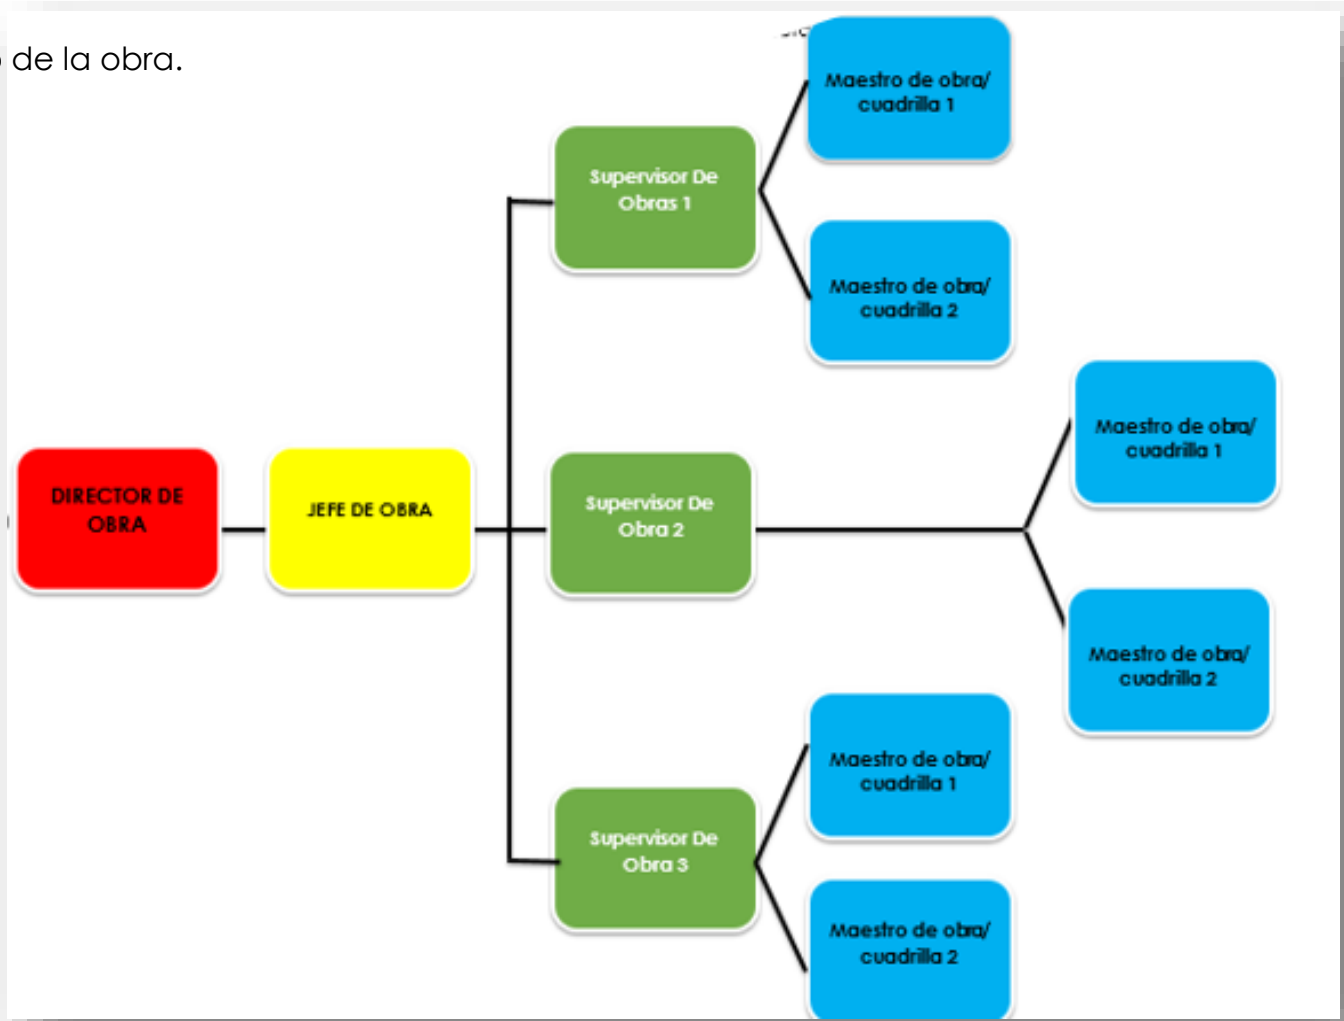 de la obra.
Maestro de obra/
cuadrilla 1
Supervisor De
Obras 1
Maestro de obra/
cuadrilla 2
Maestro de obra/
cuadrilla 1
DIRECTOR DE
OBRA
JEFE DE OBRA
Supervisor De
Obra 2
Maestro de obra/
cuadrilla 2
Maestro de obra/
cuadrilla 1
Supervisor De
Obra 3
Maestro de obra/
cuadrilla 2